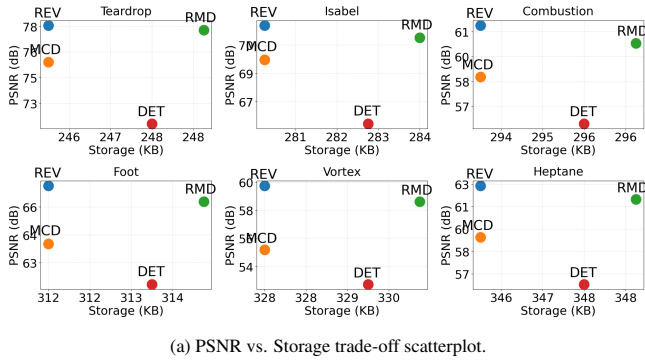 Teardrop
Isabel
Combustion
REV
RMD
MCD
DET
78
76
75
73
PSNR (dB)
246
247
248
248
Storage (KB)
REV
RMD
MCD
DET
70
69
67
PSNR (dB)
281
282
283
284
Storage (KB)
REV
RMD
MCD
DET
61
60
58
57
PSNR (dB)
294
295
296
296
Storage (KB)
Foot
Vortex
Heptane
REV
RMD
MCD
DET
66
64
63
PSNR (dB)
312
312
313
314
Storage (KB)
REV
RMD
MCD
DET
60
58
56
54
PSNR (dB)
328
329
330
Storage (KB)
REV
RMD
MCD
DET
63
61
60
57
PSNR (dB)
346
347
348
348
Storage (KB)
(a) PSNR vs. Storage trade-off scatterplot.